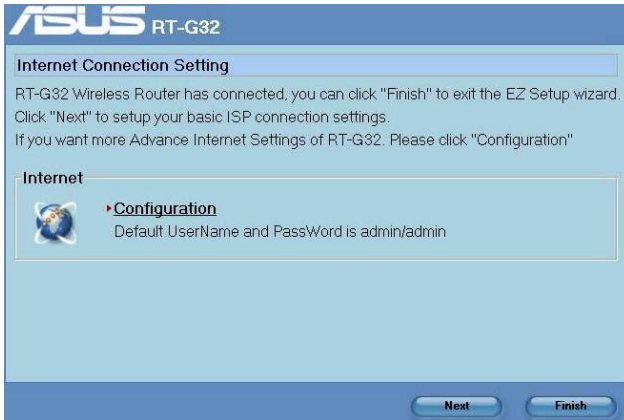 ASUS RT-G32
Internet Connection Setting
RT-G32 Wireless Router has connected, you can click "Finish" to exit the EZ Setup wizard.
Click "Next" to setup your basic ISP connection settings.
If you want more Advance Internet Settings of RT-G32. Please click "Configuration"
Internet
Configuration
Default UserName and PassWord is admin/admin
Next Finish